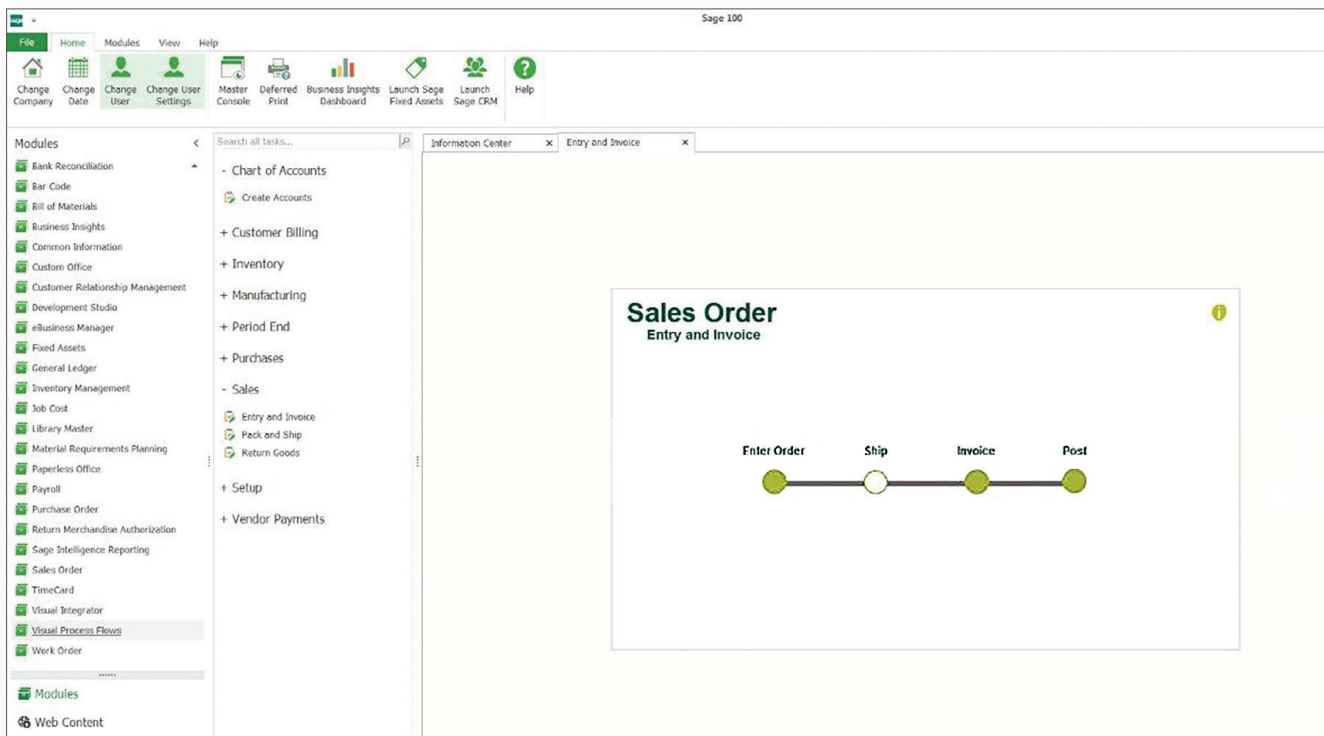 Sage 100
sage
File Home Modules View Help
Change Company
Change Date
Change User
Change User Settings
Master Console
Deferred Print
Business Insights Dashboard
Launch Sage Fixed Assets
Launch Sage CRM
Help
Modules
Bank Reconciliation
Bar Code
Bill of Materials
Business Insights
Common Information
Custom Office
Customer Relationship Management
Development Studio
eBusiness Manager
Fixed Assets
General Ledger
Inventory Management
Job Cost
Library Master
Material Requirements Planning
Paperless Office
Payroll
Purchase Order
Return Merchandise Authorization
Sage Intelligence Reporting
Sales Order
TimeCard
Visual Integrator
Visual Process Flows
Work Order
Modules
Web Content
Search all tasks...
- Chart of Accounts
Create Accounts
+ Customer Billing
+ Inventory
+ Manufacturing
+ Period End
+ Purchases
- Sales
Entry and Invoice
Pack and Ship
Return Goods
+ Setup
+ Vendor Payments
Information Center x Entry and Invoice x
Sales Order
Entry and Invoice
Enter Order Ship Invoice Post